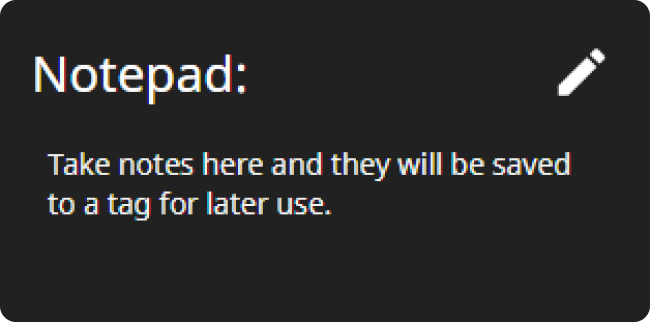 Notepad:
Take notes here and they will be saved
to a tag for later use.